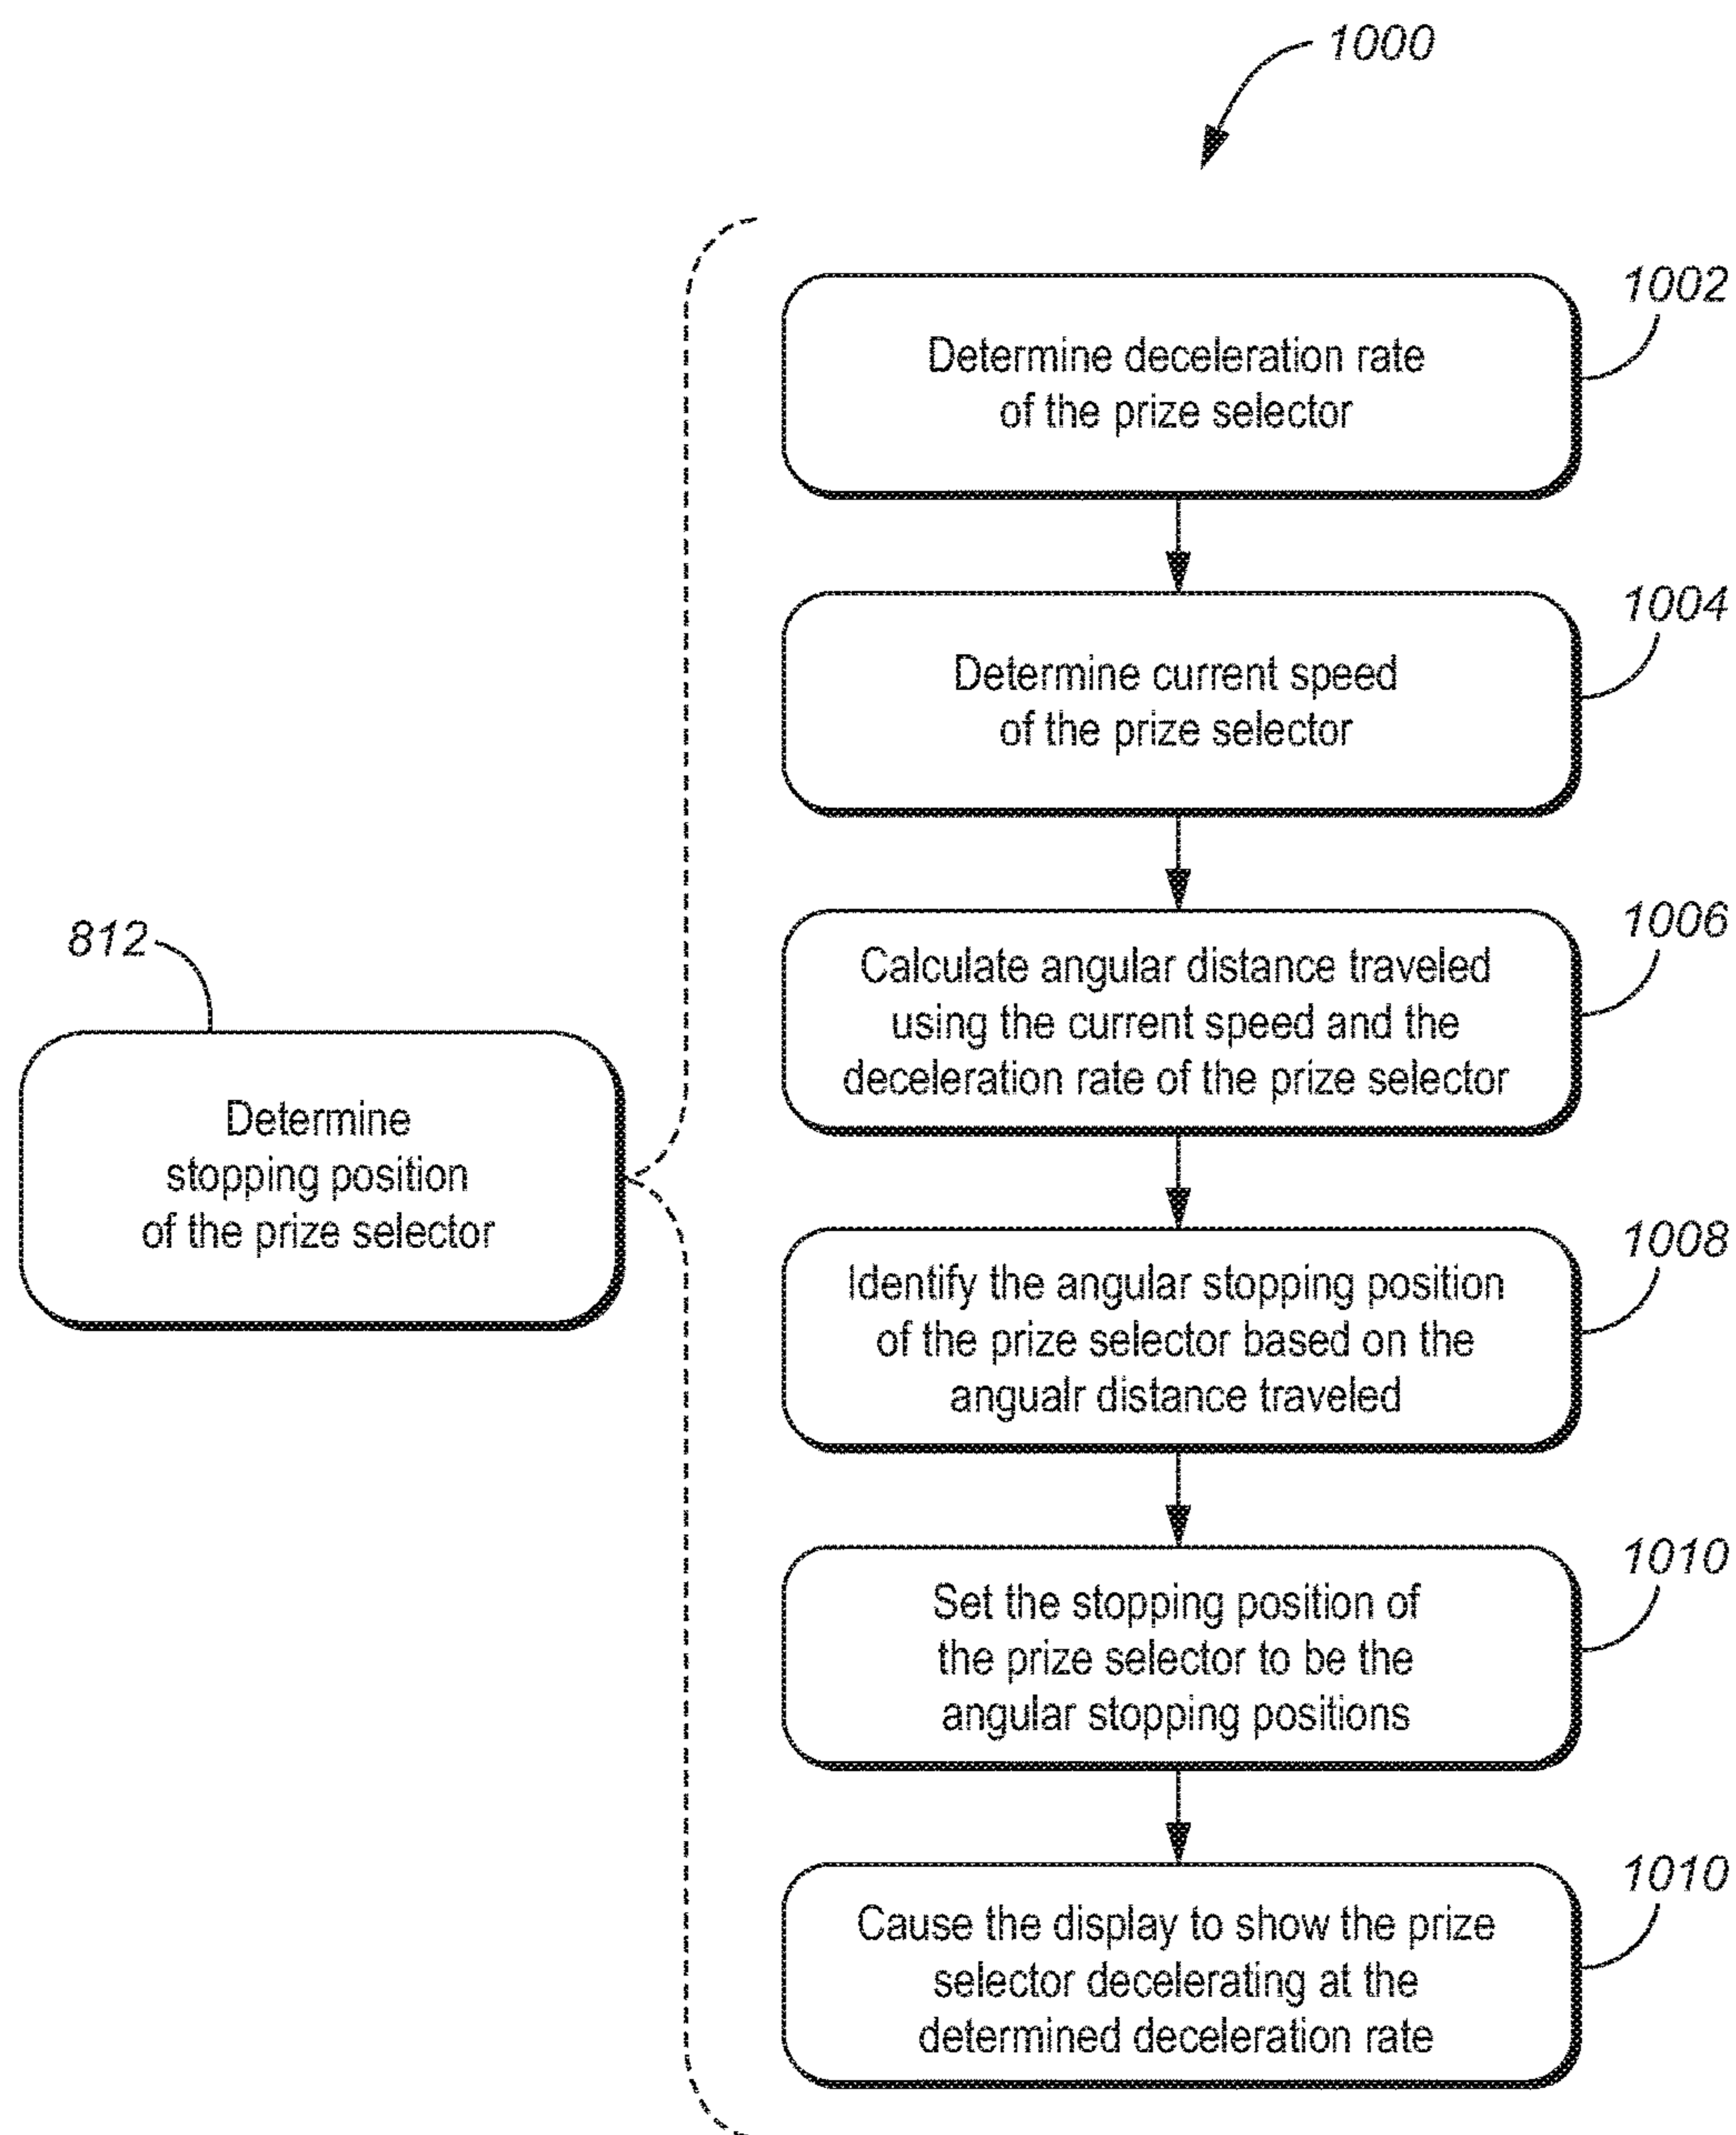 1000
1002
Determine deceleration rate
of the prize selector
1004
Determine current speed
of the prize selector
1006
Calculate angular distance traveled
using the current speed and the
deceleration rate of the prize selector
812
Determine
stopping position
of the prize selector
1008
Identify the angular stopping position
of the prize selector based on the
angualr distance traveled
1010
Set the stopping position of
the prize selector to be the
angular stopping positions
1010
Cause the display to show the prize
selector decelerating at the
determined deceleration rate